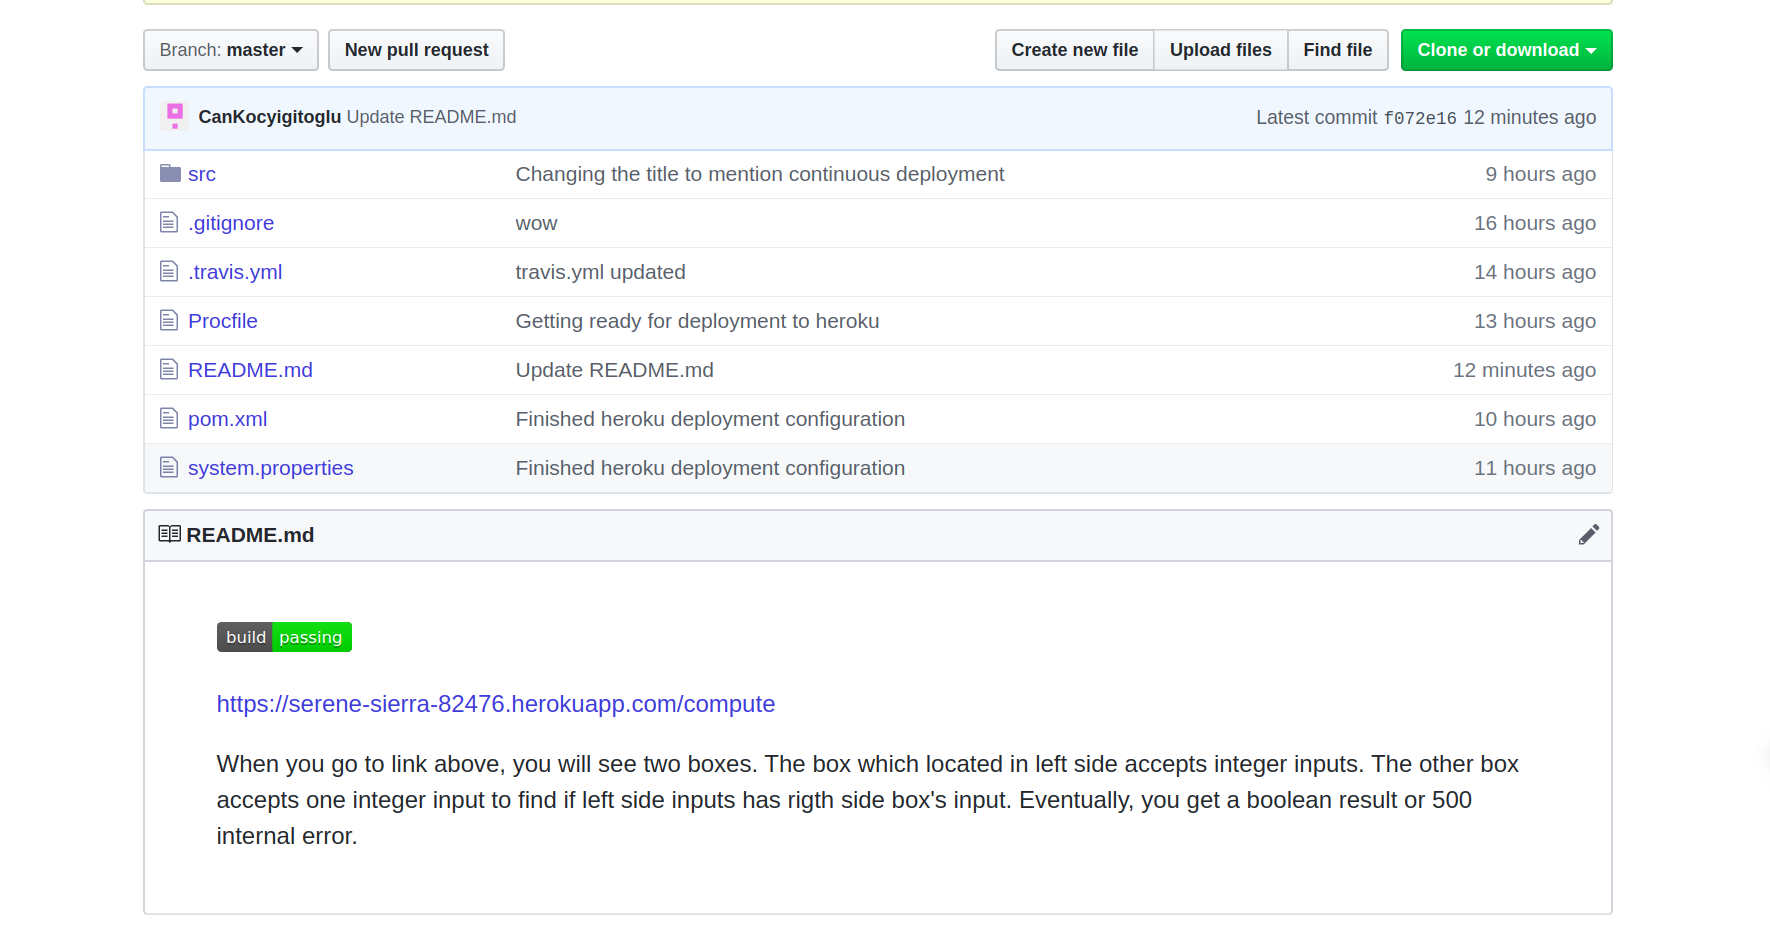 Branch: master New pull request Create new file Upload files Find file Clone or download
CanKocyigitoglu Update README.md Latest commit f072e16 12 minutes ago
src Changing the title to mention continuous deployment 9 hours ago
.gitignore wow 16 hours ago
.travis.yml travis.yml updated 14 hours ago
Procfile Getting ready for deployment to heroku 13 hours ago
README.md Update README.md 12 minutes ago
pom.xml Finished heroku deployment configuration 10 hours ago
system.properties Finished heroku deployment configuration 11 hours ago
README.md
build passing
https://serene-sierra-82476.herokuapp.com/compute
When you go to link above, you will see two boxes. The box which located in left side accepts integer inputs. The other box
accepts one integer input to find if left side inputs has rigth side box's input. Eventually, you get a boolean result or 500
internal error.